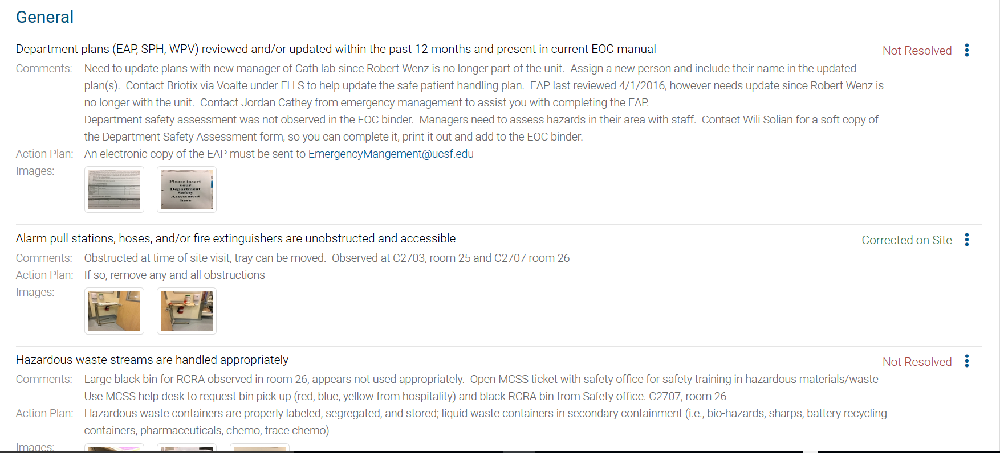 General
Department plans (EAP, SPH, WPV) reviewed and/or updated within the past 12 months and present in current EOC manual
Not Resolved
Comments: Need to update plans with new manager of Cath lab since Robert Wenz is no longer part of the unit. Assign a new person and include their name in the updated
plan(s). Contact Briotix via Voalte under EH S to help update the safe patient handling plan. EAP last reviewed 4/1/2016, however needs update since Robert Wenz is
no longer with the unit. Contact Jordan Cathey from emergency management to assist you with completing the EAP.
Department safety assessment was not observed in the EOC binder. Managers need to assess hazards in their area with staff. Contact Wili Solian for a soft copy of
the Department Safety Assessment form, so you can complete it, print it out and add to the EOC binder.
Action Plan: An electronic copy of the EAP must be sent to EmergencyMangement@ucsf.edu
Images:
Please insert
your
Department
Safety
Assessment
here
Alarm pull stations, hoses, and/or fire extinguishers are unobstructed and accessible
Corrected on Site
Comments: Obstructed at time of site visit, tray can be moved. Observed at C2703, room 25 and C2707 room 26
Action Plan: If so, remove any and all obstructions
Images:
Hazardous waste streams are handled appropriately
Not Resolved
Comments: Large black bin for RCRA observed in room 26, appears not used appropriately. Open MCSS ticket with safety office for safety training in hazardous materials/waste
Use MCSS help desk to request bin pick up (red, blue, yellow from hospitality) and black RCRA bin from Safety office. C2707, room 26
Action Plan: Hazardous waste containers are properly labeled, segregated, and stored; liquid waste containers in secondary containment (i.e., bio-hazards, sharps, battery recycling
containers, pharmaceuticals, chemo, trace chemo)
Images: